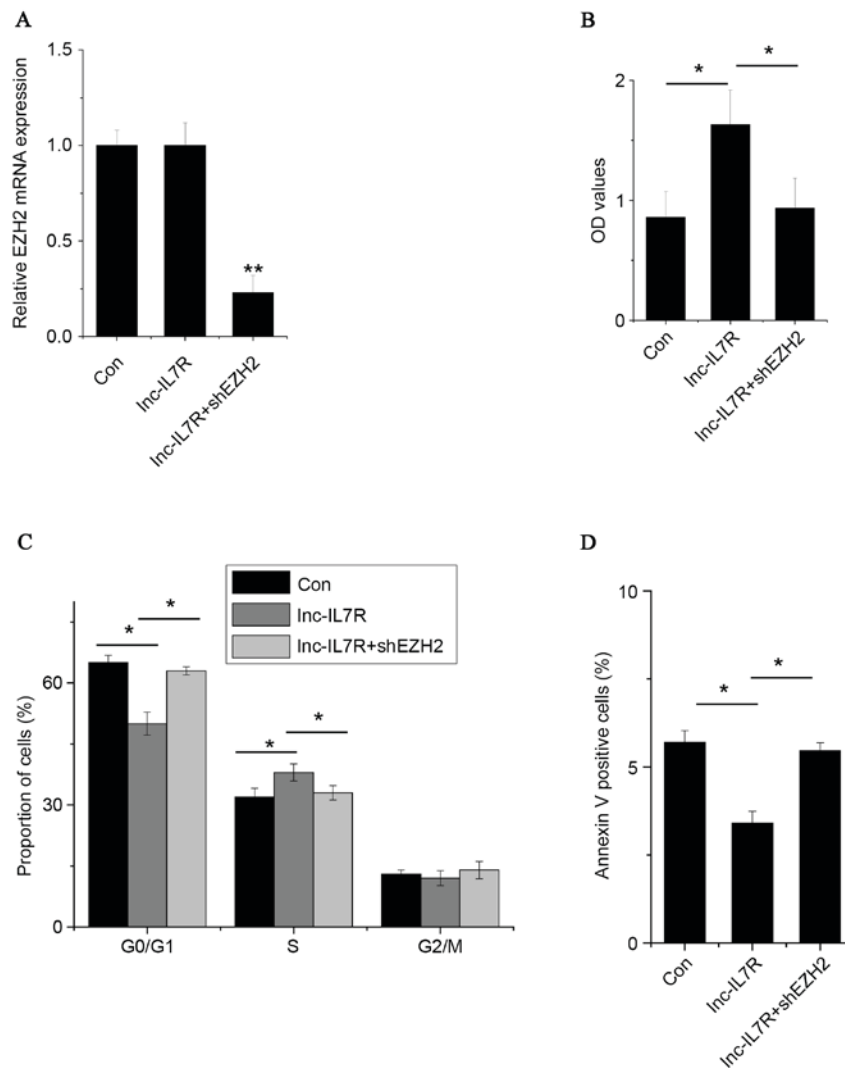 A
Relative EZH2 mRNA expression
1.5
1.0
0.5
0.0
**
Con
lnc-IL7R
lnc-IL7R+shEZH2
B
OD values
2
1
0
*
*
Con
lnc-IL7R
lnc-IL7R+shEZH2
C
Proportion of cells (%)
60
30
0
Con
lnc-IL7R
lnc-IL7R+shEZH2
*
*
*
*
G0/G1
S
G2/M
D
Annexin V positive cells (%)
10
5
0
*
*
Con
lnc-IL7R
lnc-IL7R+shEZH2